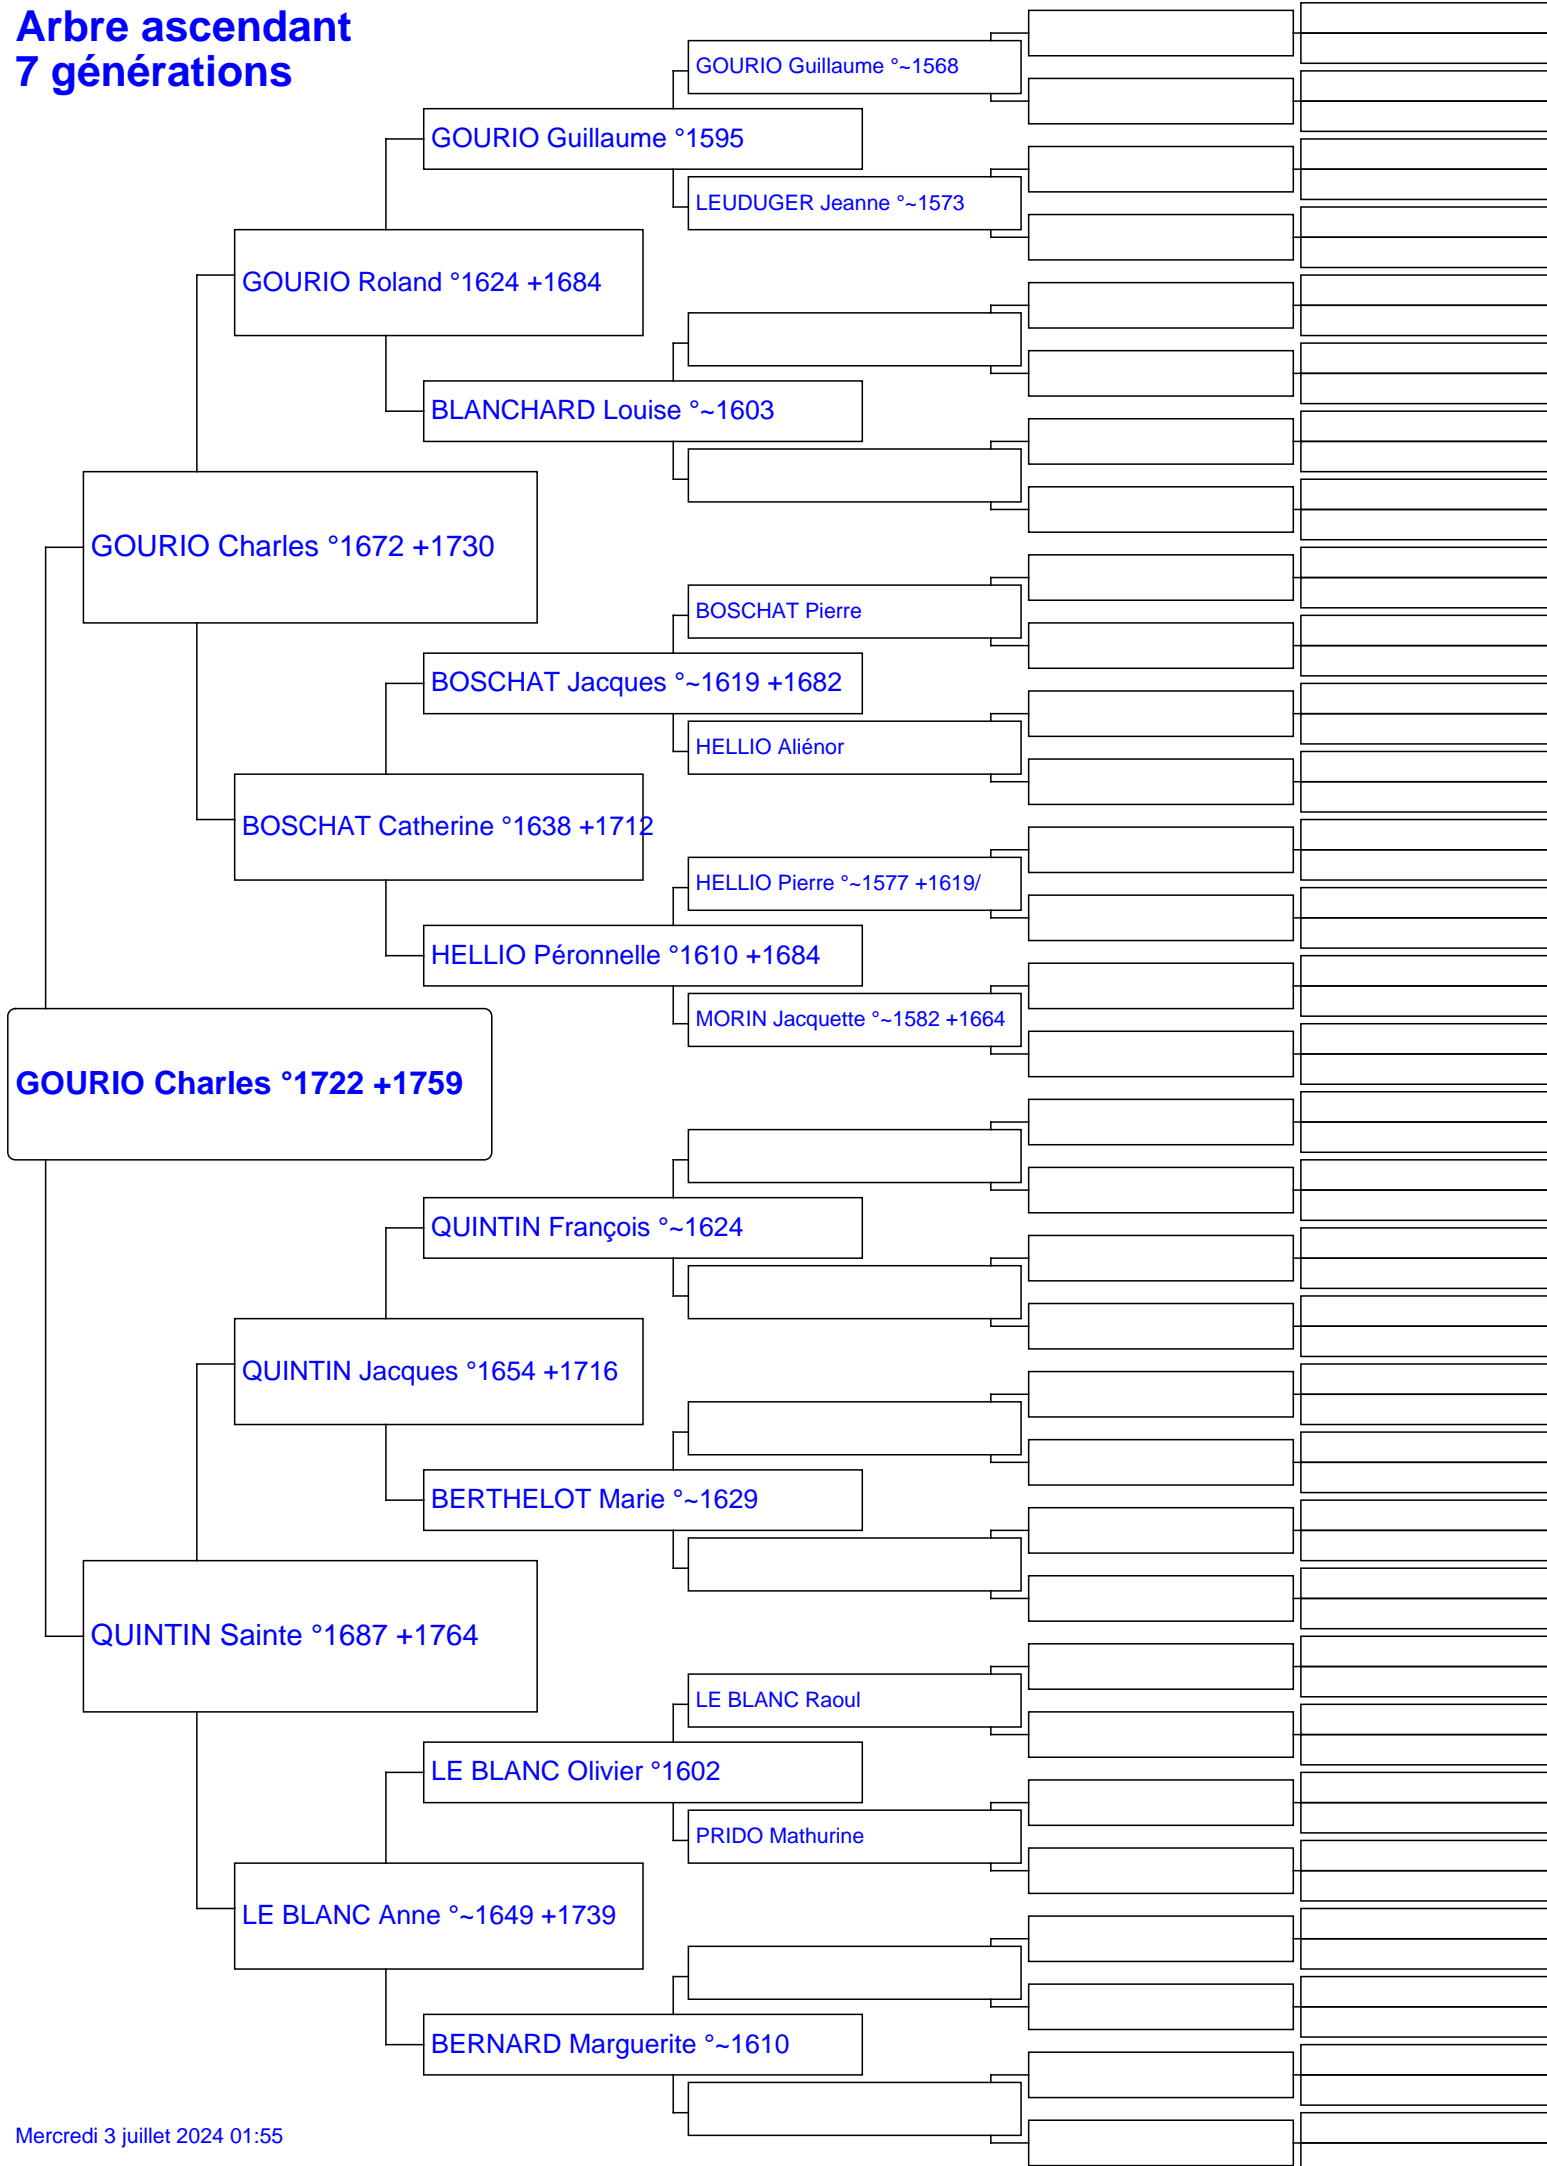 Arbre ascendant
7 générations
GOURIO Guillaume °~1568
GOURIO Guillaume °1595
LEUDUGER Jeanne °~1573
GOURIO Roland °1624 +1684
BLANCHARD Louise °~1603
GOURIO Charles °1672 +1730
BOSCHAT Pierre
BOSCHAT Jacques °~1619 +1682
HELLIO Aliénor
BOSCHAT Catherine °1638 +1712
HELLIO Pierre °~1577 +1619/
HELLIO Péronnelle °1610 +1684
MORIN Jacquette °~1582 +1664
GOURIO Charles °1722 +1759
QUINTIN François °~1624
QUINTIN Jacques °1654 +1716
BERTHELOT Marie °~1629
QUINTIN Sainte °1687 +1764
LE BLANC Raoul
LE BLANC Olivier °1602
PRIDO Mathurine
LE BLANC Anne °~1649 +1739
BERNARD Marguerite °~1610
Mercredi 3 juillet 2024 01:55